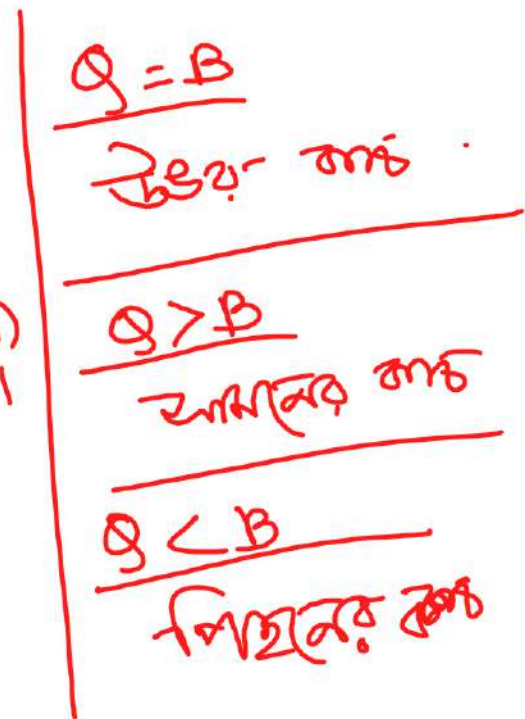 Q = B
উভয় কাজ
Q > B
সামনের কাজ
Q < B
পিছনের কাজ